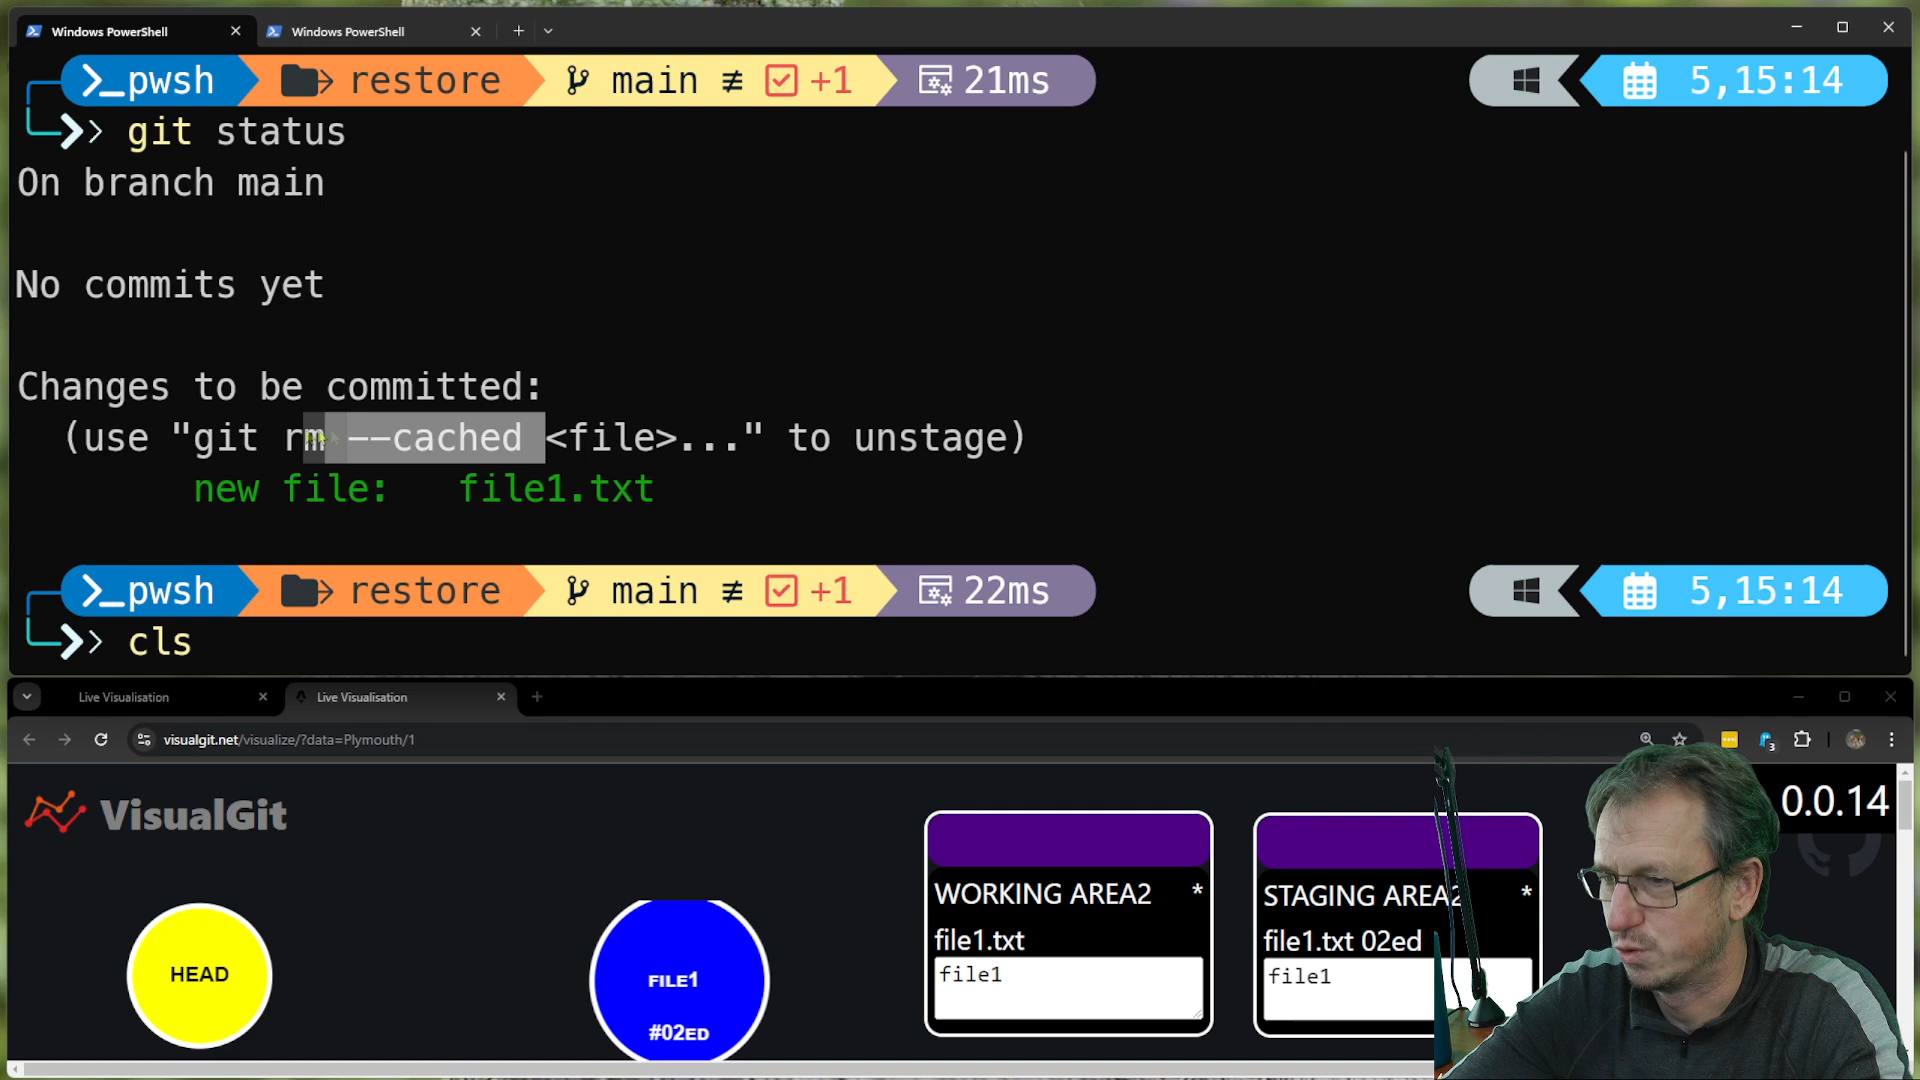 Windows PowerShell
Windows PowerShell
pwsh restore main ≢ +1 21ms 5,15:14
git status
On branch main
No commits yet
Changes to be committed:
(use "git rm --cached <file>..." to unstage)
new file: file1.txt
pwsh restore main ≢ +1 22ms 5,15:14
cls
Live Visualisation
Live Visualisation
visualgit.net/visualize/?data=Plymouth/1
3
VisualGit
0.0.14
HEAD
FILE1
#02ED
WORKING AREA2 *
file1.txt
file1
STAGING AREA2 *
file1.txt 02ed
file1